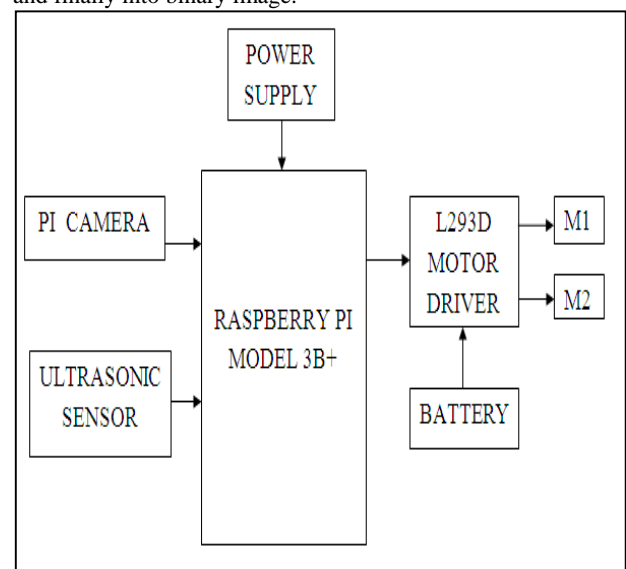 and finally into binary image.
POWER
SUPPLY
PI CAMERA
L293D
MOTOR
DRIVER
M1
M2
RASPBERRY PI
MODEL 3B+
ULTRASONIC
SENSOR
BATTERY